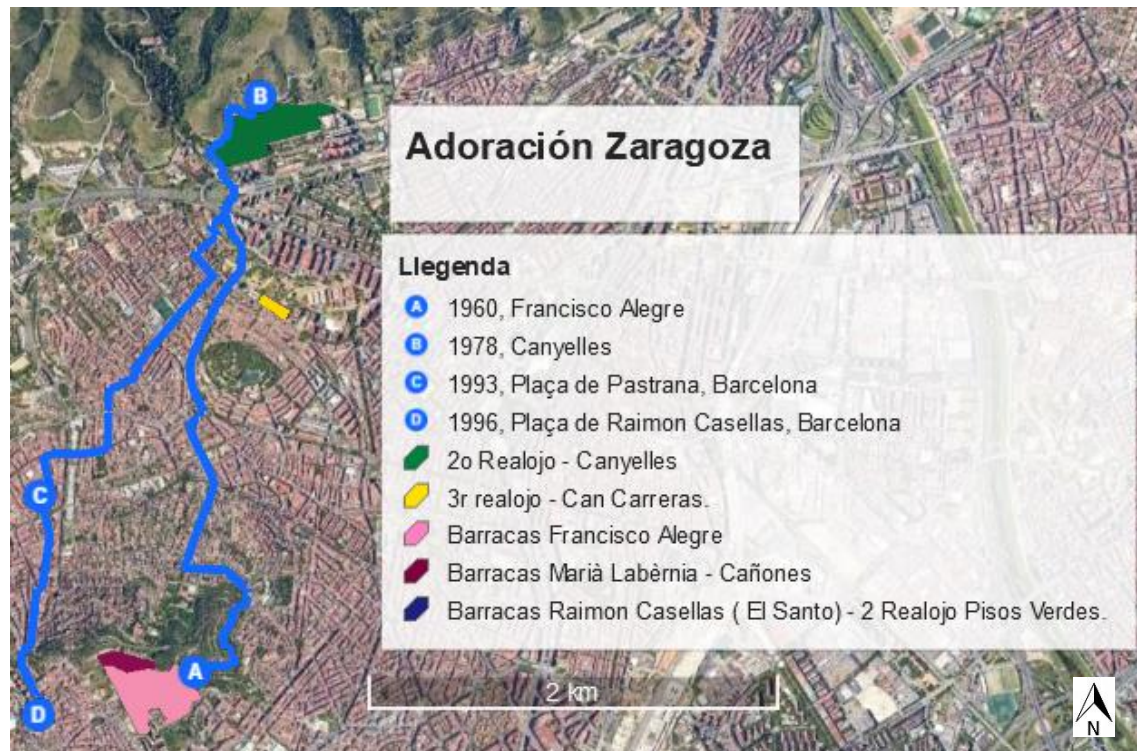 B
Adoración Zaragoza
Llegenda
A 1960, Francisco Alegre
B 1978, Canyelles
C 1993, Plaça de Pastrana, Barcelona
D 1996, Plaça de Raimon Casellas, Barcelona
2o Realojo - Canyelles
3r realojo - Can Carreras.
Barracas Francisco Alegre
Barracas Marià Labèrnia - Cañones
Barracas Raimon Casellas ( El Santo) - 2 Realojo Pisos Verdes.
C
A
D
2 km
N